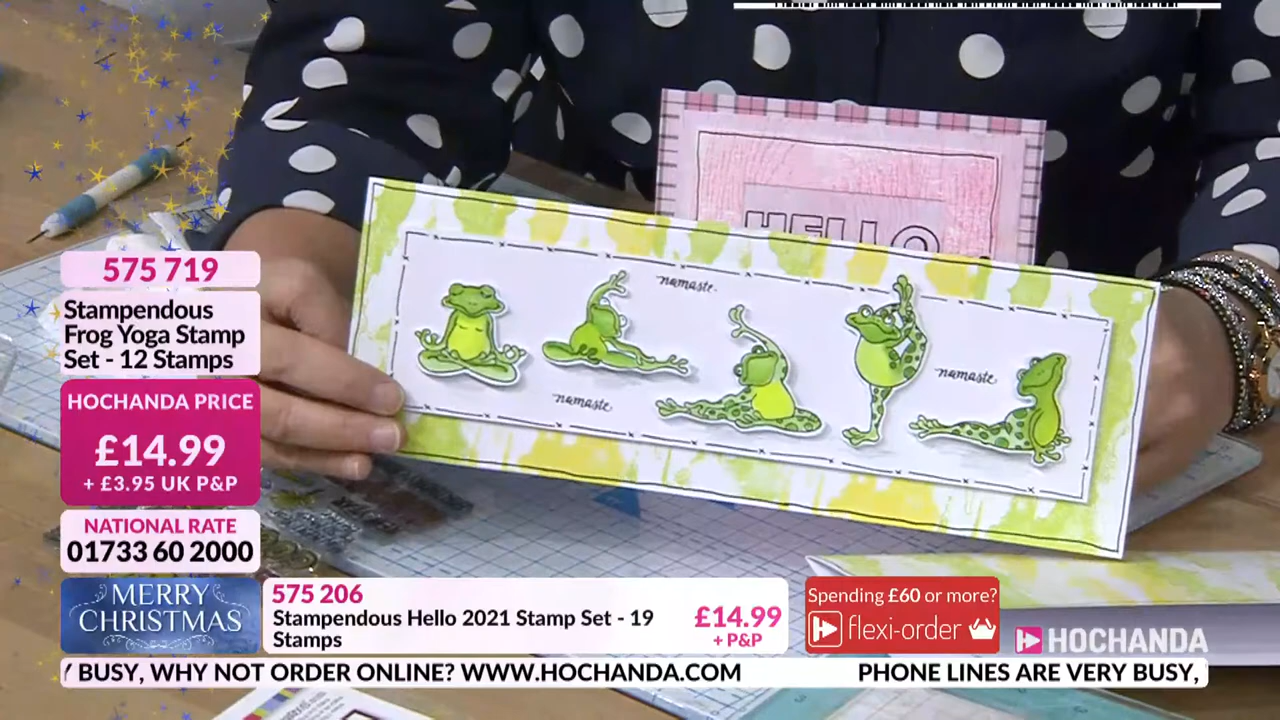 HELLO
namaste.
namaste
namaste
575 719
Stampendous
Frog Yoga Stamp
Set - 12 Stamps
HOCHANDA PRICE
£14.99
+ £3.95 UK P&P
NATIONAL RATE
01733 60 2000
MERRY
CHRISTMAS
575 206
Stampendous Hello 2021 Stamp Set - 19
Stamps
£14.99
+ P&P
Spending £60 or more?
flexi-order
HOCHANDA
BUSY, WHY NOT ORDER ONLINE? WWW.HOCHANDA.COM
PHONE LINES ARE VERY BUSY,